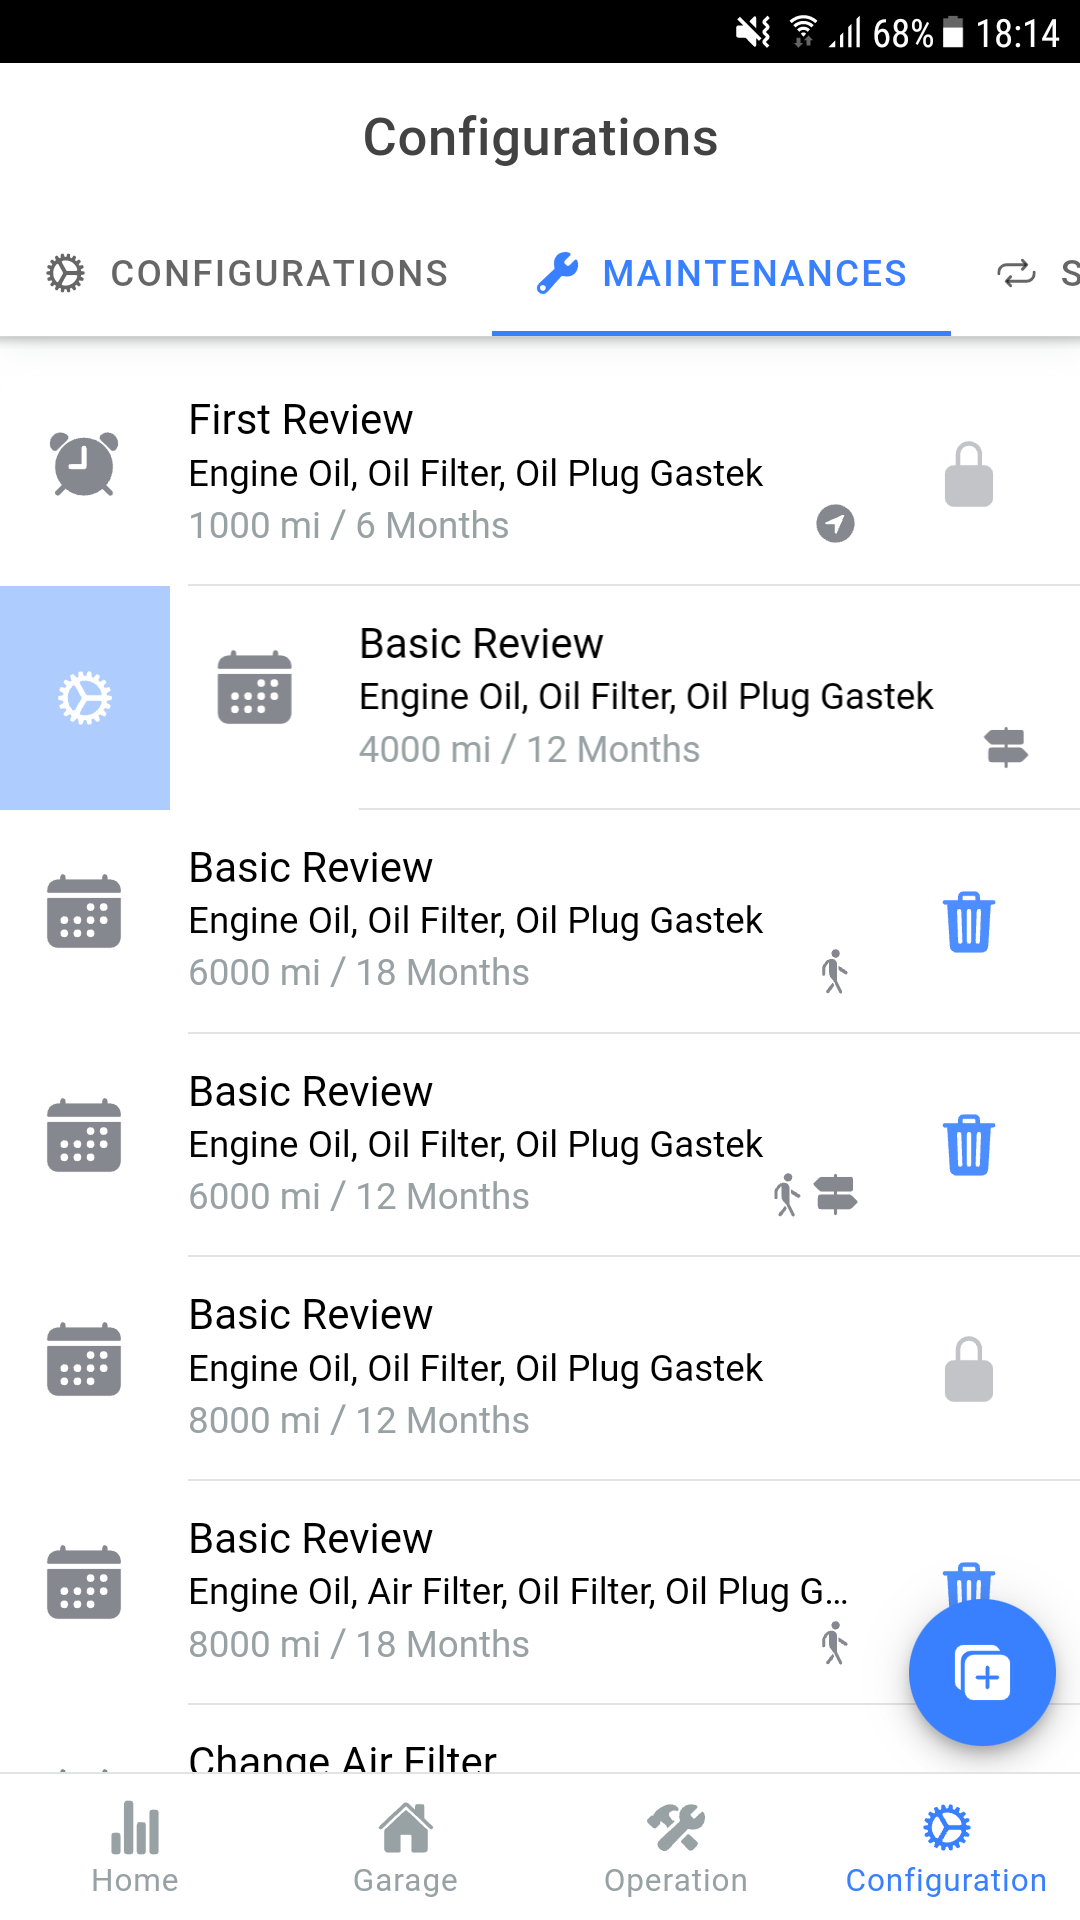 68% 18:14
Configurations
CONFIGURATIONS MAINTENANCES S
First Review
Engine Oil, Oil Filter, Oil Plug Gastek
1000 mi / 6 Months
Basic Review
Engine Oil, Oil Filter, Oil Plug Gastek
4000 mi / 12 Months
Basic Review
Engine Oil, Oil Filter, Oil Plug Gastek
6000 mi / 18 Months
Basic Review
Engine Oil, Oil Filter, Oil Plug Gastek
6000 mi / 12 Months
Basic Review
Engine Oil, Oil Filter, Oil Plug Gastek
8000 mi / 12 Months
Basic Review
Engine Oil, Air Filter, Oil Filter, Oil Plug G...
8000 mi / 18 Months
Change Air Filter
Home Garage Operation Configuration